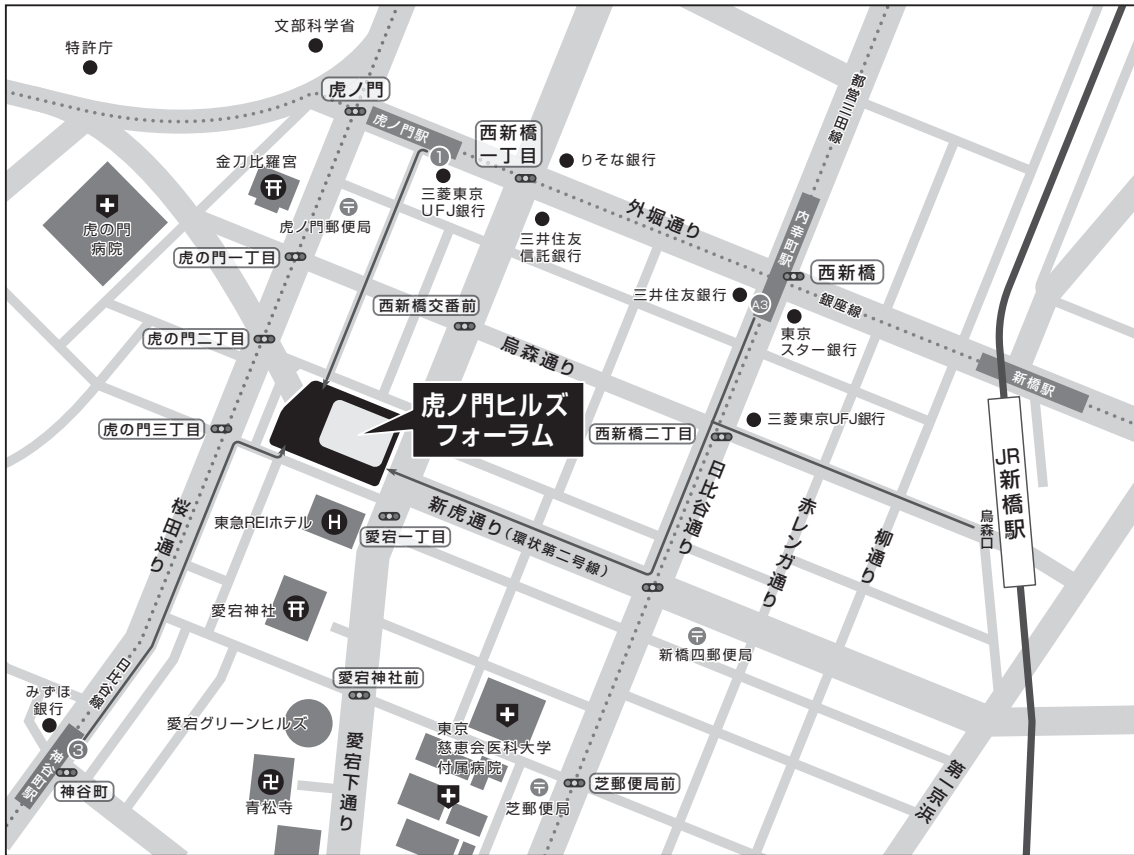 文部科学省
特許庁
虎ノ門
虎ノ門駅
1
西新橋
一丁目
りそな銀行
都営三田線
金刀比羅宮
三菱東京
UFJ銀行
虎の門
病院
虎ノ門郵便局
外堀通り
内幸町駅
三井住友
信託銀行
虎の門一丁目
西新橋
三井住友銀行
A3
銀座線
西新橋交番前
東京
スター銀行
虎の門二丁目
烏森通り
新橋駅
虎ノ門ヒルズ
フォーラム
虎の門三丁目
西新橋二丁目
三菱東京UFJ銀行
JR新橋駅
日比谷通り
桜田通り
東急REIホテル
H
愛宕一丁目
新虎通り(環状第二号線)
赤レンガ通り
柳通り
烏森口
愛宕神社
新橋四郵便局
日比谷線
みずほ
銀行
愛宕神社前
愛宕グリーンヒルズ
東京
慈恵会医科大学
付属病院
3
神谷町駅
神谷町
愛宕下通り
青松寺
芝郵便局
芝郵便局前
第一京浜